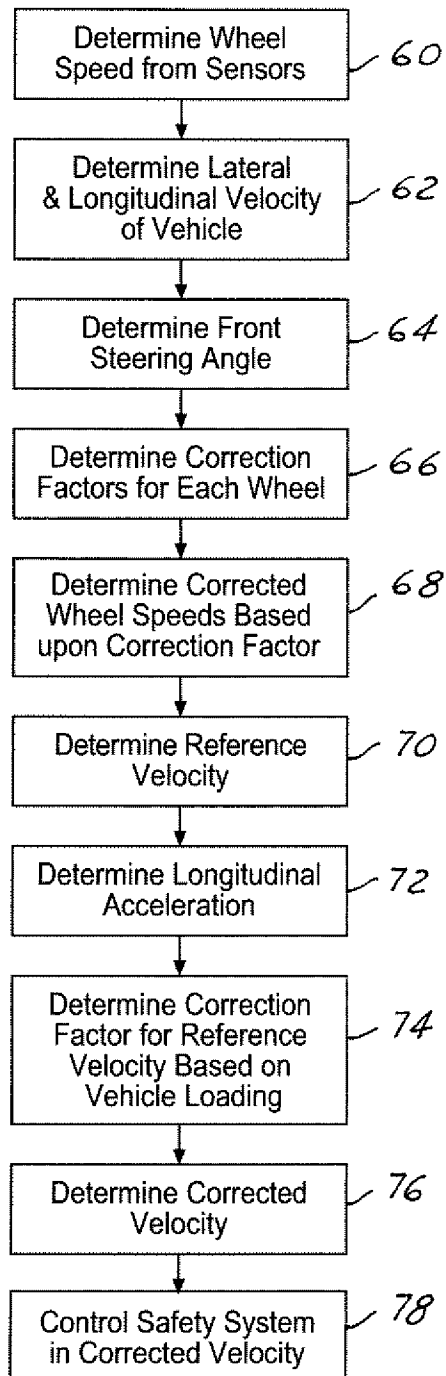 Determine Wheel
Speed from Sensors
60
Determine Lateral
& Longitudinal Velocity
of Vehicle
62
Determine Front
Steering Angle
64
Determine Correction
Factors for Each Wheel
66
Determine Corrected
Wheel Speeds Based
upon Correction Factor
68
Determine Reference
Velocity
70
Determine Longitudinal
Acceleration
72
Determine Correction
Factor for Reference
Velocity Based on
Vehicle Loading
74
Determine Corrected
Velocity
76
Control Safety System
in Corrected Velocity
78